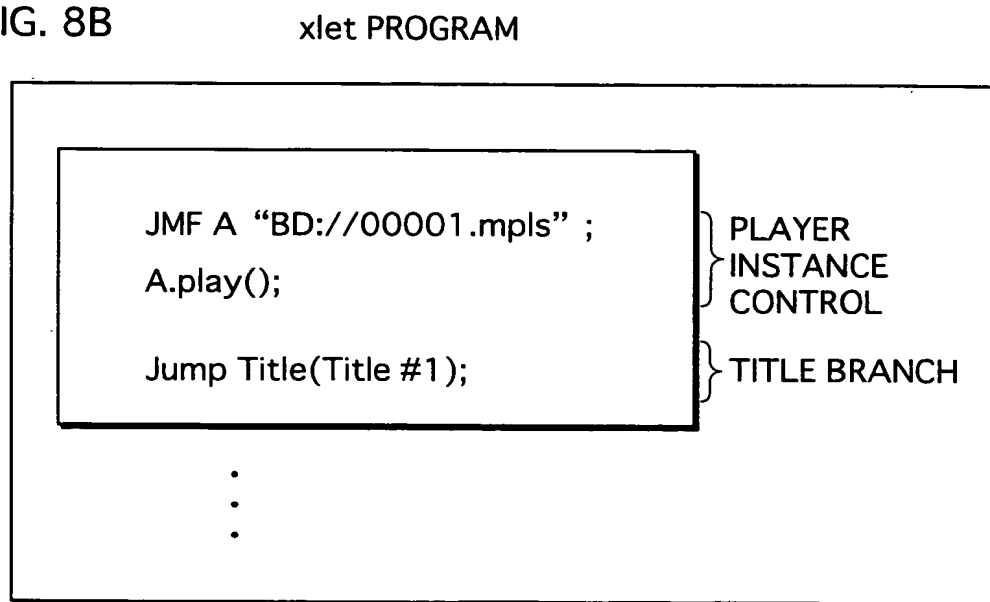 IG. 8B
xlet PROGRAM
JMF A “BD://00001.mpls” ;
A.play();
PLAYER
INSTANCE
CONTROL
Jump Title(Title #1);
TITLE BRANCH